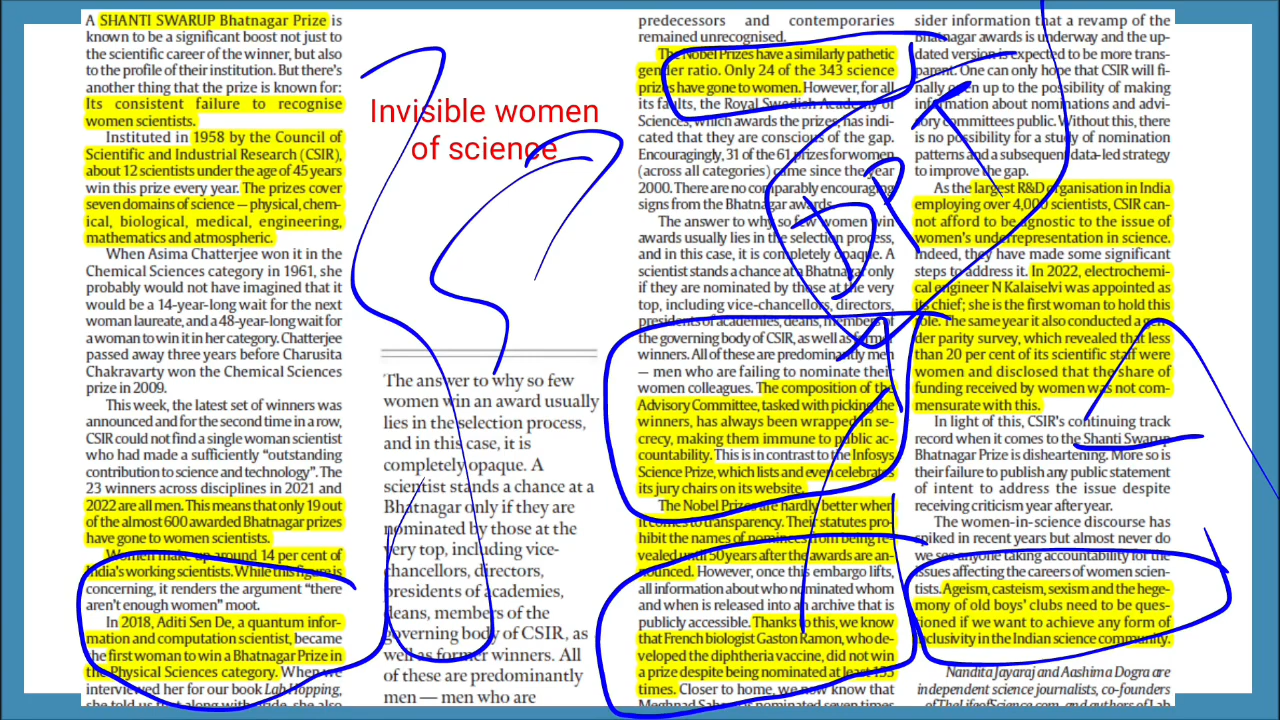 A SHANTI SWARUP Bhatnagar Prize is
known to be a significant boost not just to
the scientific career of the winner, but also
to the profile of their institution. But there's
another thing that the prize is known for:
Its consistent failure to recognise
women scientists.
Instituted in 1958 by the Council of
Scientific and Industrial Research (CSIR),
about 12 scientists under the age of 45 years
win this prize every year. The prizes cover
seven domains of science — physical, chem-
ical, biological, medical, engineering,
mathematics and atmospheric.
When Asima Chatterjee won it in the
Chemical Sciences category in 1961, she
probably would not have imagined that it
would be a 14-year-long wait for the next
woman laureate, and a 48-year-long wait for
a woman to win it in her category. Chatterjee
passed away three years before Charusita
Chakravarty won the Chemical Sciences
prize in 2009.
This week, the latest set of winners was
announced and for the second time in a row,
CSIR could not find a single woman scientist
who had made a sufficiently "outstanding
contribution to science and technology". The
23 winners across disciplines in 2021 and
2022 are all men. This means that only 19 out
of the almost 600 awarded Bhatnagar prizes
have gone to women scientists.
Women make up around 14 per cent of
India's working scientists. While this figure is
concerning, it renders the argument "there
aren't enough women" moot.
In 2018, Aditi Sen De, a quantum infor-
mation and computation scientist, became
the first woman to win a Bhatnagar Prize in
the Physical Sciences category. When we
interviewed her for our book Lab Hopping,
she told us that along with pride, she also
Invisible women
of science
The answer to why so few
women win an award usually
lies in the selection process,
and in this case, it is
completely opaque. A
scientist stands a chance at a
Bhatnagar only if they are
nominated by those at the
very top, including vice-
chancellors, directors,
presidents of academies,
deans, members of the
governing body of CSIR, as
well as former winners. All
of these are predominantly
men — men who are
predecessors and contemporaries
remained unrecognised.
The Nobel Prizes have a similarly pathetic
gender ratio. Only 24 of the 343 science
prizes have gone to women. However, for all
its faults, the Royal Swedish Academy of
Sciences, which awards the prizes, has indi-
cated that they are conscious of the gap.
Encouragingly, 31 of the 61 prizes for women
(across all categories) came since the year
2000. There are no comparably encouraging
signs from the Bhatnagar awards.
The answer to why so few women win
awards usually lies in the selection process,
and in this case, it is completely opaque. A
scientist stands a chance at a Bhatnagar only
if they are nominated by those at the very
top, including vice-chancellors, directors,
presidents of academies, deans, members of
the governing body of CSIR, as well as former
winners. All of these are predominantly men
— men who are failing to nominate their
women colleagues. The composition of the
Advisory Committee, tasked with picking the
winners, has always been wrapped in se-
crecy, making them immune to public ac-
countability. This is in contrast to the Infosys
Science Prize, which lists and even celebrates
its jury chairs on its website.
The Nobel Prizes are hardly better when
it comes to transparency. Their statutes pro-
hibit the names of nominees from being re-
vealed until 50 years after the awards are an-
nounced. However, once this embargo lifts,
all information about who nominated whom
and when is released into an archive that is
publicly accessible. Thanks to this, we know
that French biologist Gaston Ramon, who de-
veloped the diphtheria vaccine, did not win
a prize despite being nominated at least 155
times. Closer to home, we now know that
Meghnad Saha was nominated seven times
sider information that a revamp of the
Bhatnagar awards is underway and the up-
dated version is expected to be more trans-
parent. One can only hope that CSIR will fi-
nally open up to the possibility of making
information about nominations and advi-
sory committees public. Without this, there
is no possibility for a study of nomination
patterns and a subsequent data-led strategy
to improve the gap.
As the largest R&D organisation in India
employing over 4,000 scientists, CSIR can-
not afford to be agnostic to the issue of
women's underrepresentation in science.
Indeed, they have made some significant
steps to address it. In 2022, electrochemi-
cal engineer N Kalaiselvi was appointed as
its chief; she is the first woman to hold this
role. The same year it also conducted a gen-
der parity survey, which revealed that less
than 20 per cent of its scientific staff were
women and disclosed that the share of
funding received by women was not com-
mensurate with this.
In light of this, CSIR's continuing track
record when it comes to the Shanti Swarup
Bhatnagar Prize is disheartening. More so is
their failure to publish any public statement
of intent to address the issue despite
receiving criticism year after year.
The women-in-science discourse has
spiked in recent years but almost never do
we see anyone taking accountability for the
issues affecting the careers of women scien-
tists. Ageism, casteism, sexism and the hege-
mony of old boys' clubs need to be ques-
tioned if we want to achieve any form of
inclusivity in the Indian science community.
Nandita Jayaraj and Aashima Dogra are
independent science journalists, co-founders
of TheLifeofScience.com, and authors of Lab